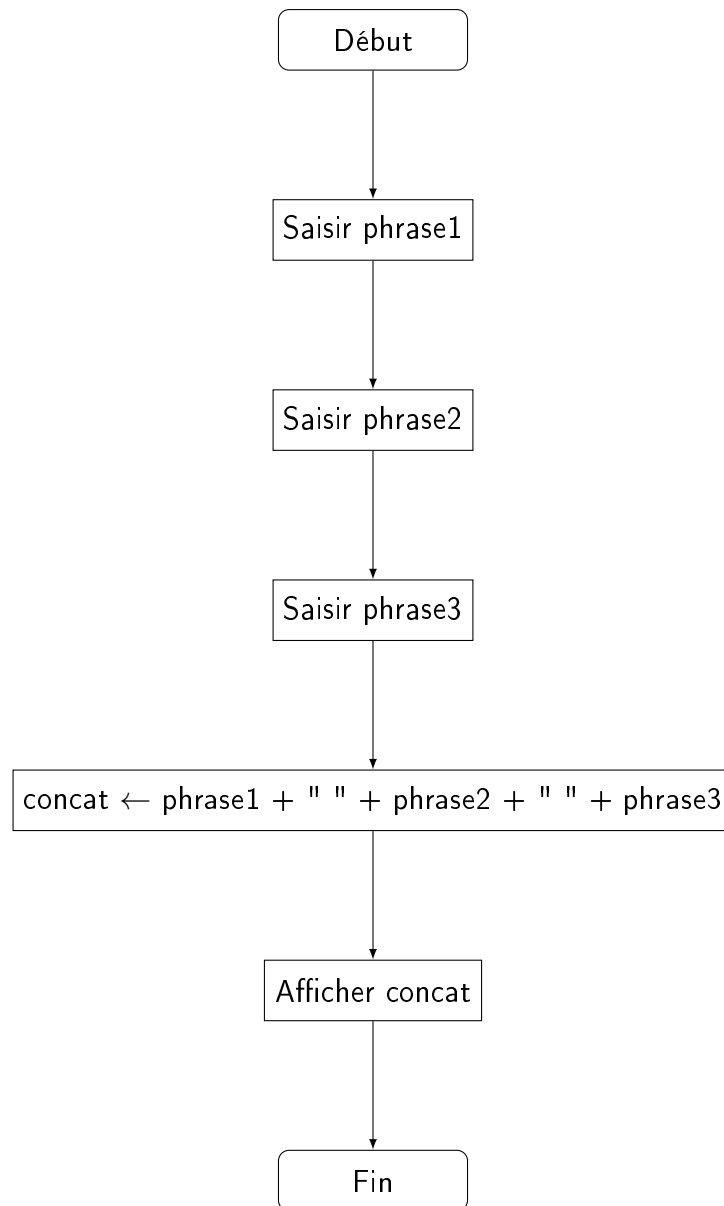 Début
Saisir phrase1
Saisir phrase2
Saisir phrase3
concat ← phrase1 + " " + phrase2 + " " + phrase3
Afficher concat
Fin